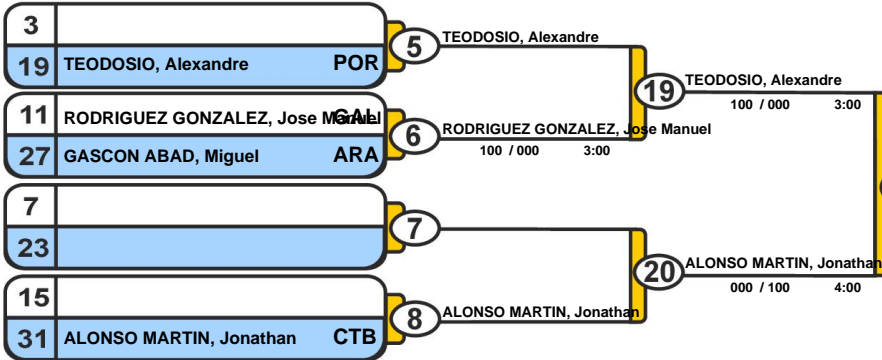 3
19 TEODOSIO, Alexandre POR
11 RODRIGUEZ GONZALEZ, Jose Manuel GAL
27 GASCON ABAD, Miguel ARA
7
23
15
31 ALONSO MARTIN, Jonathan CTB
5 TEODOSIO, Alexandre
6 RODRIGUEZ GONZALEZ, Jose Manuel
100 / 000 3:00
7
8 ALONSO MARTIN, Jonathan
19 TEODOSIO, Alexandre
100 / 000 3:00
20 ALONSO MARTIN, Jonathan
000 / 100 4:00